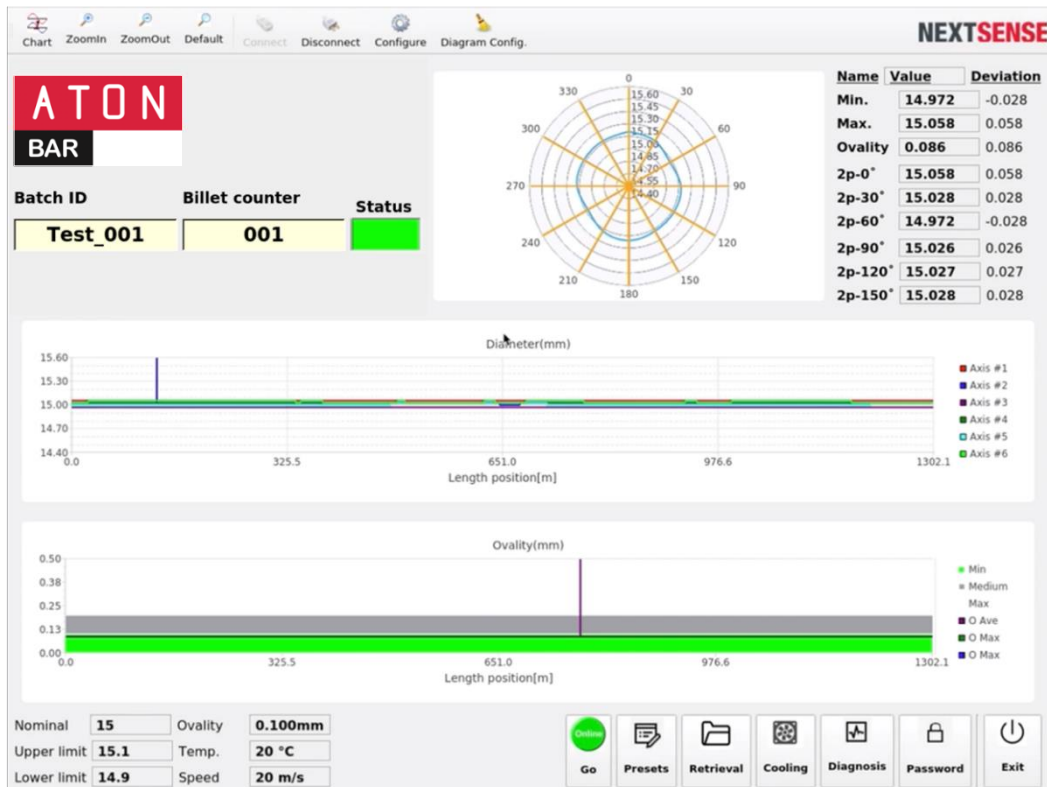 Chart ZoomIn ZoomOut Default Connect Disconnect Configure Diagram Config.
NEXTSENSE
ATON
BAR
Batch ID Billet counter Status
Test_001 001
0
30
60
90
120
150
180
210
240
270
300
330
15.60
15.45
15.30
15.15
15.00
14.85
14.70
14.55
14.40
Name Value Deviation
Min. 14.972 -0.028
Max. 15.058 0.058
Ovality 0.086 0.086
2p-0° 15.058 0.058
2p-30° 15.028 0.028
2p-60° 14.972 -0.028
2p-90° 15.026 0.026
2p-120° 15.027 0.027
2p-150° 15.028 0.028
Diameter(mm)
15.60
15.30
15.00
14.70
14.40
0.0 325.5 651.0 976.6 1302.1
Length position[m]
Axis #1
Axis #2
Axis #3
Axis #4
Axis #5
Axis #6
Ovality(mm)
0.50
0.38
0.25
0.13
0.00
0.0 325.5 651.0 976.6 1302.1
Length position[m]
Min
Medium
Max
O Ave
O Max
O Max
Nominal 15 Ovality 0.100mm
Upper limit 15.1 Temp. 20 °C
Lower limit 14.9 Speed 20 m/s
Online
Go Presets Retrieval Cooling Diagnosis Password Exit